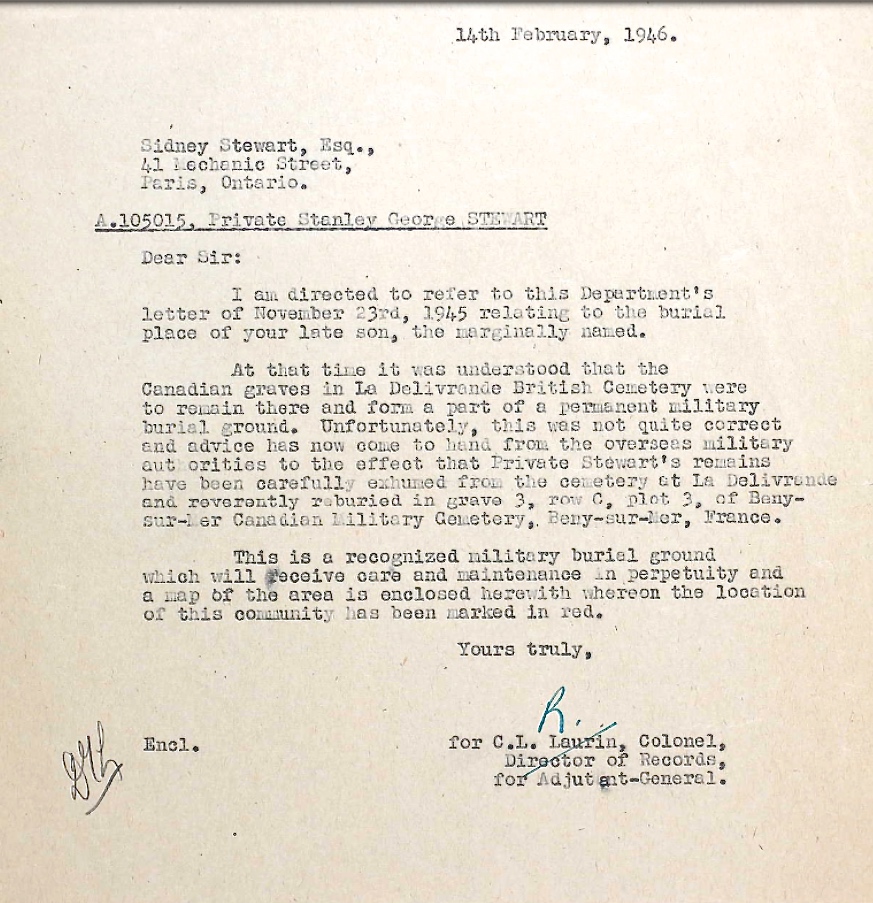 14th February, 1946.
Sidney Stewart, Esq.,
41 Mechanic Street,
Paris, Ontario.
A.105015, Private Stanley George STEWART
Dear Sir:
I am directed to refer to this Department's
letter of November 23rd, 1945 relating to the burial
place of your late son, the marginally named.
At that time it was understood that the
Canadian graves in La Delivrande British Cemetery were
to remain there and form a part of a permanent military
burial ground. Unfortunately, this was not quite correct
and advice has now come to hand from the overseas military
authorities to the effect that Private Stewart's remains
have been carefully exhumed from the cemetery at La Delivrande
and reverently reburied in grave 3, row C, plot 3, of Beny-
sur-Mer Canadian Military Cemetery, Beny-sur-Mer, France.
This is a recognized military burial ground
which will receive care and maintenance in perpetuity and
a map of the area is enclosed herewith whereon the location
of this community has been marked in red.
Yours truly,
R.
Encl.
for C.L. Laurin, Colonel,
Director of Records,
for Adjutant-General.